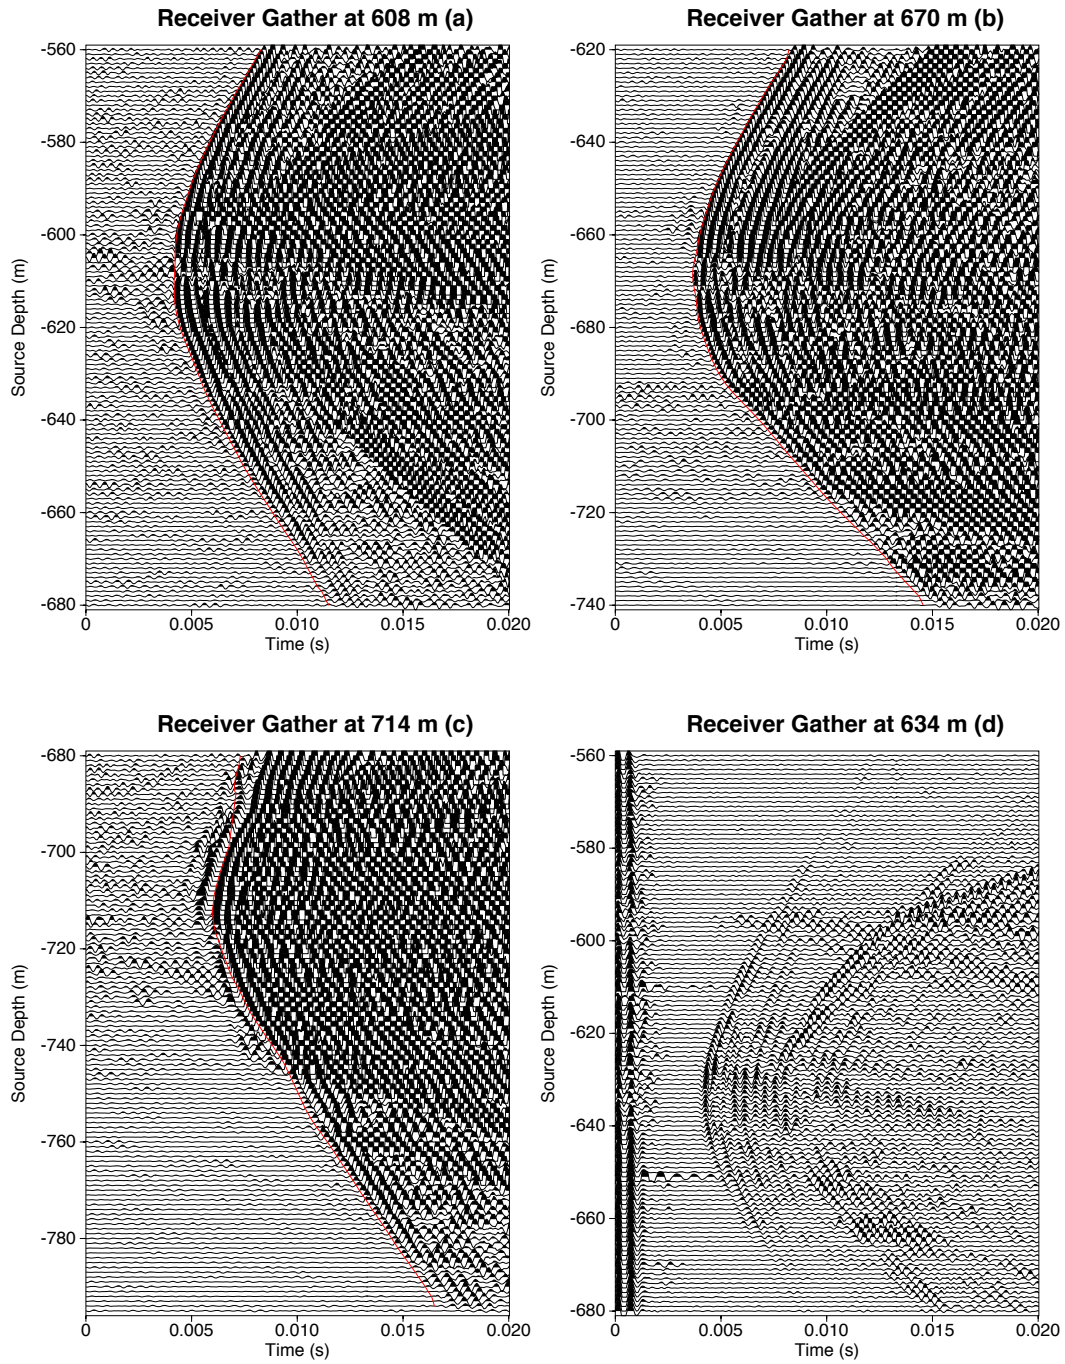 Receiver Gather at 608 m (a)
-560
-580
-600
-620
-640
-660
-680
Source Depth (m)
0 0.005 0.010 0.015 0.020
Time (s)
Receiver Gather at 670 m (b)
-620
-640
-660
-680
-700
-720
-740
Source Depth (m)
0 0.005 0.010 0.015 0.020
Time (s)
Receiver Gather at 714 m (c)
-680
-700
-720
-740
-760
-780
Source Depth (m)
0 0.005 0.010 0.015 0.020
Time (s)
Receiver Gather at 634 m (d)
-560
-580
-600
-620
-640
-660
-680
Source Depth (m)
0 0.005 0.010 0.015 0.020
Time (s)